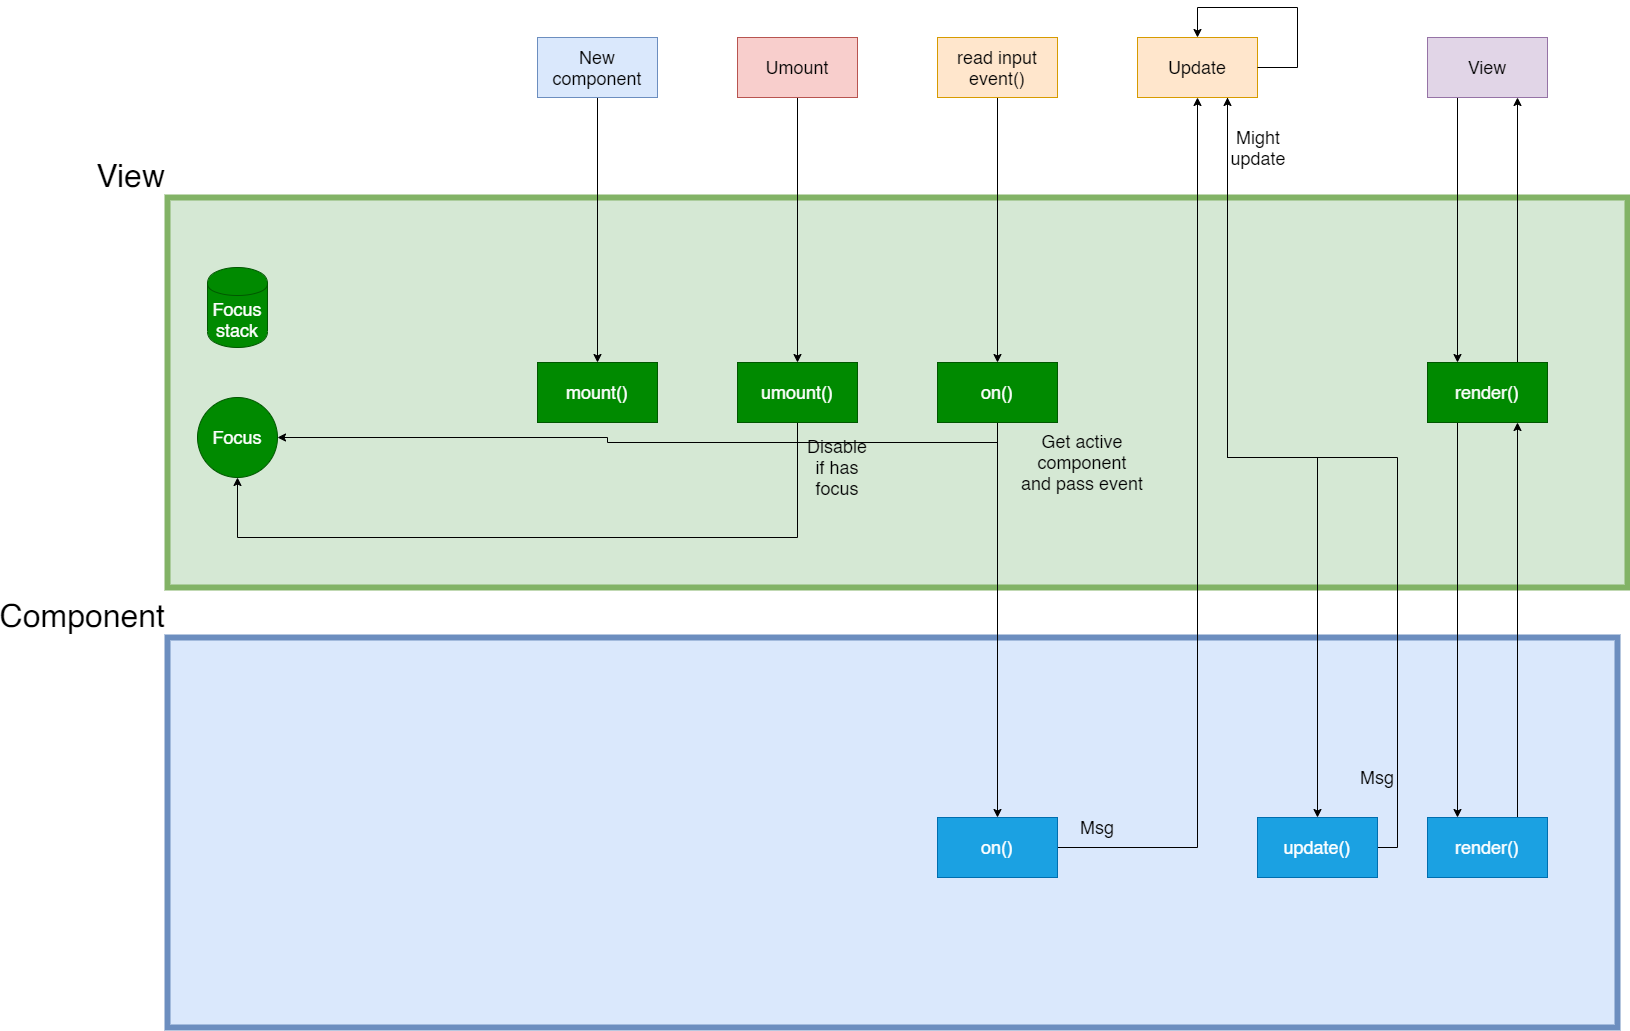 New
component
Umount
read input
event()
Update
View
Might
update
View
Focus
stack
mount()
umount()
on()
render()
Focus
Disable
if has
focus
Get active
component
and pass event
Component
Msg
Msg
on()
update()
render()